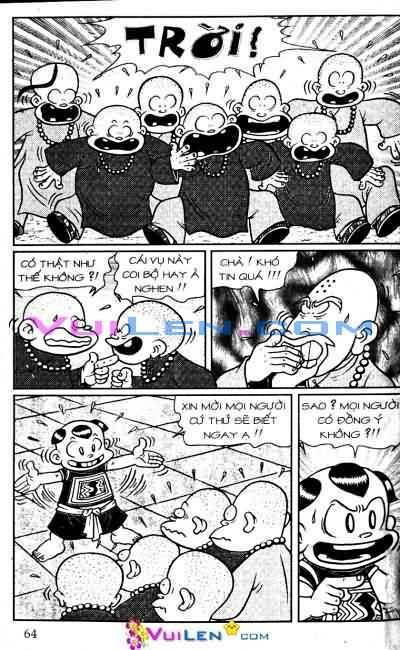 TRỜI!
CÓ THẬT NHƯ
THẾ KHÔNG ?!
CÁI VỤ NÀY
COI BỘ HAY À
NGHEN !!
CHÀ ! KHÓ
TIN QUÁ !!!
VUILEN.COM
XIN MỜI MỌI NGƯỜI
CỨ THỬ SẼ BIẾT
NGAY Ạ !!
SAO ? MỌI NGƯỜI
CÓ ĐỒNG Ý
KHÔNG ?!!
64
VUILEN.COM